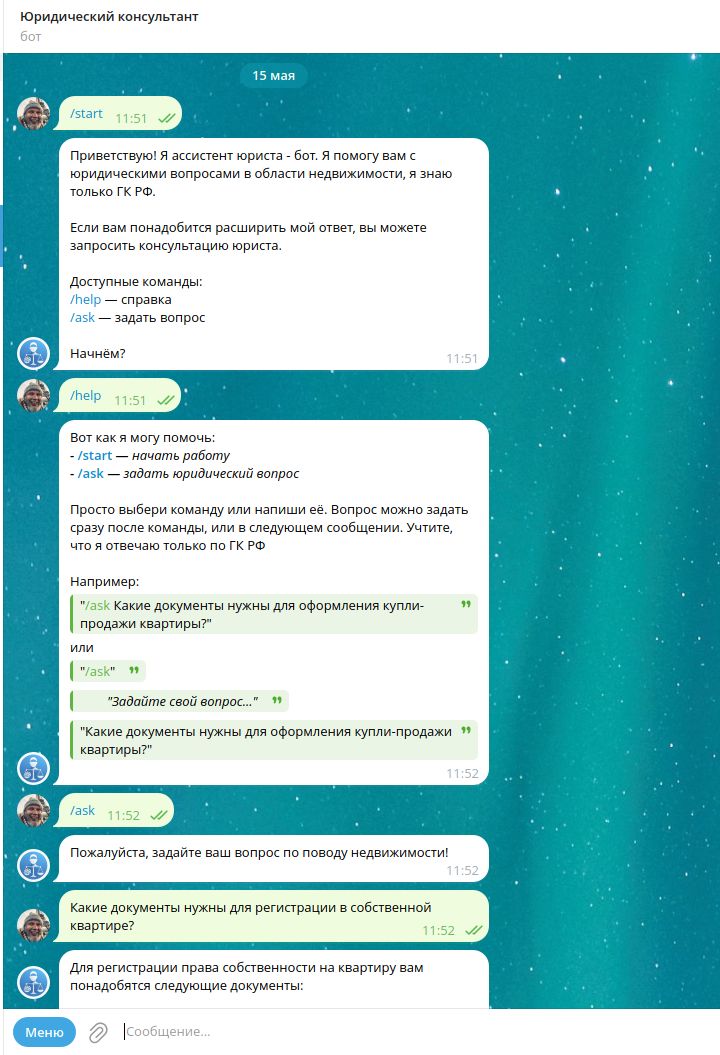 Юридический консультант
бот
15 мая
/start 11:51
Приветствую! Я ассистент юриста - бот. Я помогу вам с
юридическими вопросами в области недвижимости, я знаю
только ГК РФ.
Если вам понадобится расширить мой ответ, вы можете
запросить консультацию юриста.
Доступные команды:
/help — справка
/ask — задать вопрос
Начнём?
11:51
/help 11:51
Вот как я могу помочь:
- /start — начать работу
- /ask — задать юридический вопрос
Просто выбери команду или напиши её. Вопрос можно задать
сразу после команды, или в следующем сообщении. Учтите,
что я отвечаю только по ГК РФ
Например:
"/ask Какие документы нужны для оформления купли-
продажи квартиры?"
или
"/ask"
"Задайте свой вопрос..."
"Какие документы нужны для оформления купли-продажи
квартиры?"
11:52
/ask 11:52
Пожалуйста, задайте ваш вопрос по поводу недвижимости!
11:52
Какие документы нужны для регистрации в собственной
квартире?
11:52
Для регистрации права собственности на квартиру вам
понадобятся следующие документы:
Меню
Сообщение...